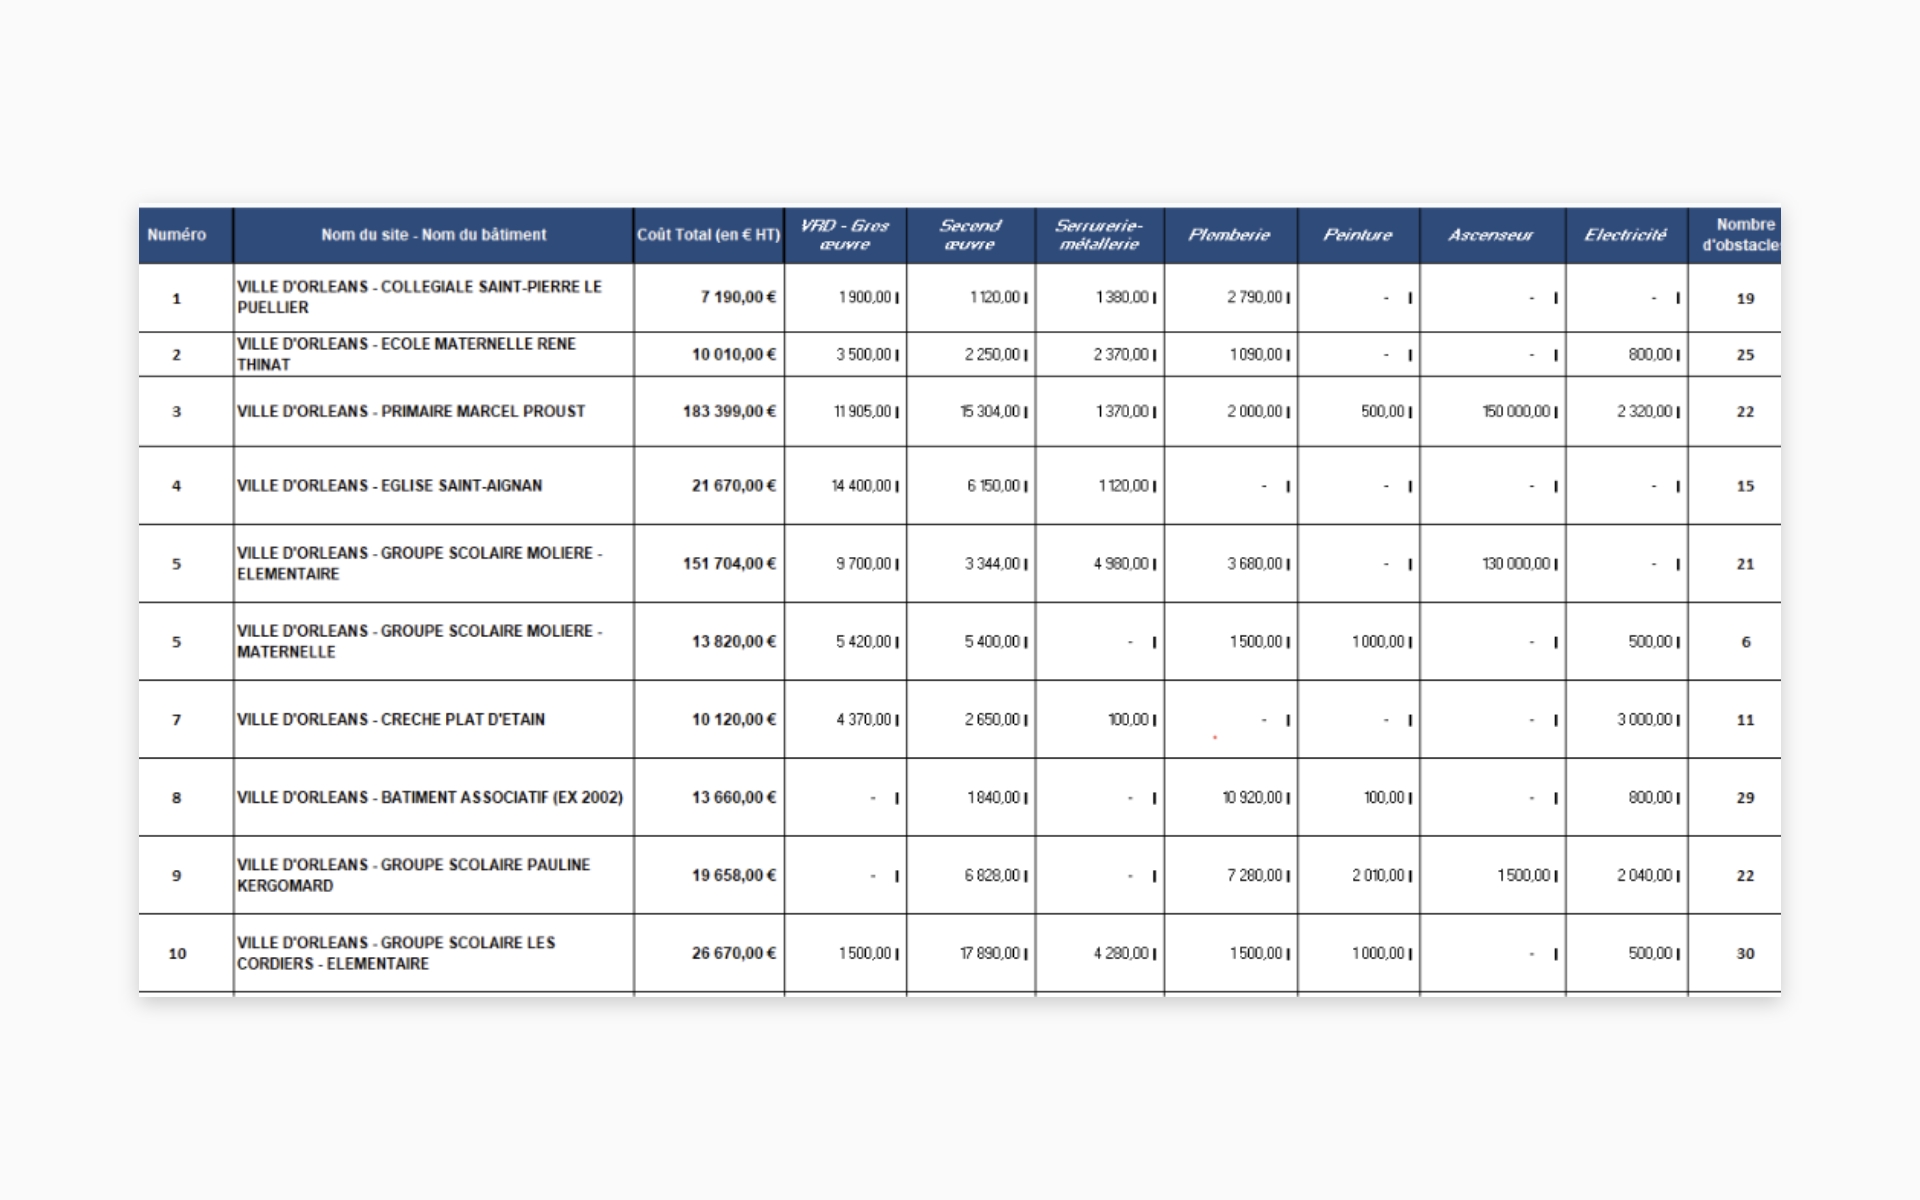 Numéro Nom du site - Nom du bâtiment Coût Total (en € HT) VRD - Gros œuvre Second œuvre Serrurerie-métallerie Plomberie Peinture Ascenseur Electricité Nombre d'obstacles
1 VILLE D'ORLEANS - COLLEGIALE SAINT-PIERRE LE PUELLIER 7 190,00 € 1 900,00 1 120,00 1 380,00 2 790,00 - - - 19
2 VILLE D'ORLEANS - ECOLE MATERNELLE RENE THINAT 10 010,00 € 3 500,00 2 250,00 2 370,00 1 090,00 - - 800,00 25
3 VILLE D'ORLEANS - PRIMAIRE MARCEL PROUST 183 399,00 € 11 905,00 15 304,00 1 370,00 2 000,00 500,00 150 000,00 2 320,00 22
4 VILLE D'ORLEANS - EGLISE SAINT-AIGNAN 21 670,00 € 14 400,00 6 150,00 1 120,00 - - - - 15
5 VILLE D'ORLEANS - GROUPE SCOLAIRE MOLIERE - ELEMENTAIRE 151 704,00 € 9 700,00 3 344,00 4 980,00 3 680,00 - 130 000,00 - 21
5 VILLE D'ORLEANS - GROUPE SCOLAIRE MOLIERE - MATERNELLE 13 820,00 € 5 420,00 5 400,00 - 1 500,00 1 000,00 - 500,00 6
7 VILLE D'ORLEANS - CRECHE PLAT D'ETAIN 10 120,00 € 4 370,00 2 650,00 100,00 - - - 3 000,00 11
8 VILLE D'ORLEANS - BATIMENT ASSOCIATIF (EX 2002) 13 660,00 € - 1 840,00 - 10 920,00 100,00 - 800,00 29
9 VILLE D'ORLEANS - GROUPE SCOLAIRE PAULINE KERGOMARD 19 658,00 € - 6 828,00 - 7 280,00 2 010,00 1 500,00 2 040,00 22
10 VILLE D'ORLEANS - GROUPE SCOLAIRE LES CORDIERS - ELEMENTAIRE 26 670,00 € 1 500,00 17 890,00 4 280,00 1 500,00 1 000,00 - 500,00 30